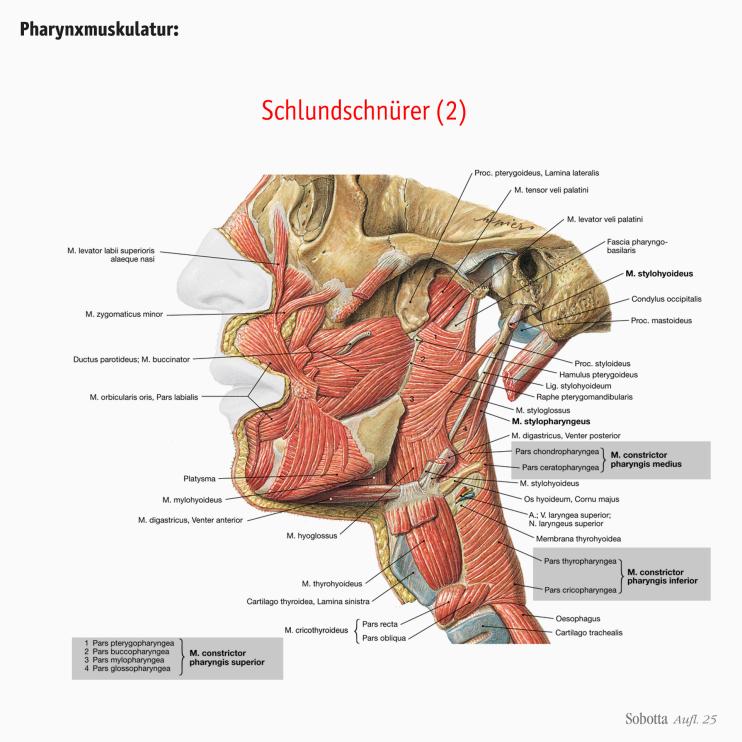 Pharynxmuskulatur:
Schlundschnürer (2)
Proc. pterygoideus, Lamina lateralis
M. tensor veli palatini
M. levator veli palatini
Fascia pharyngo-
basilaris
M. stylohyoideus
Condylus occipitalis
Proc. mastoideus
Proc. styloideus
Hamulus pterygoideus
Lig. stylohyoideum
Raphe pterygomandibularis
M. styloglossus
M. stylopharyngeus
M. digastricus, Venter posterior
Pars chondropharyngea
Pars ceratopharyngea
M. constrictor
pharyngis medius
M. stylohyoideus
Os hyoideum, Cornu majus
A.; V. laryngea superior;
N. laryngeus superior
Membrana thyrohyoidea
Pars thyropharyngea
Pars cricopharyngea
M. constrictor
pharyngis inferior
Oesophagus
Cartilago trachealis
M. levator labii superioris
alaeque nasi
M. zygomaticus minor
Ductus parotideus; M. buccinator
M. orbicularis oris, Pars labialis
Platysma
M. mylohyoideus
M. digastricus, Venter anterior
M. hyoglossus
M. thyrohyoideus
Cartilago thyroidea, Lamina sinistra
M. cricothyroideus
Pars recta
Pars obliqua
1 Pars pterygopharyngea
2 Pars buccopharyngea
3 Pars mylopharyngea
4 Pars glossopharyngea
M. constrictor
pharyngis superior
2
3
4
Sobotta Aufl. 25